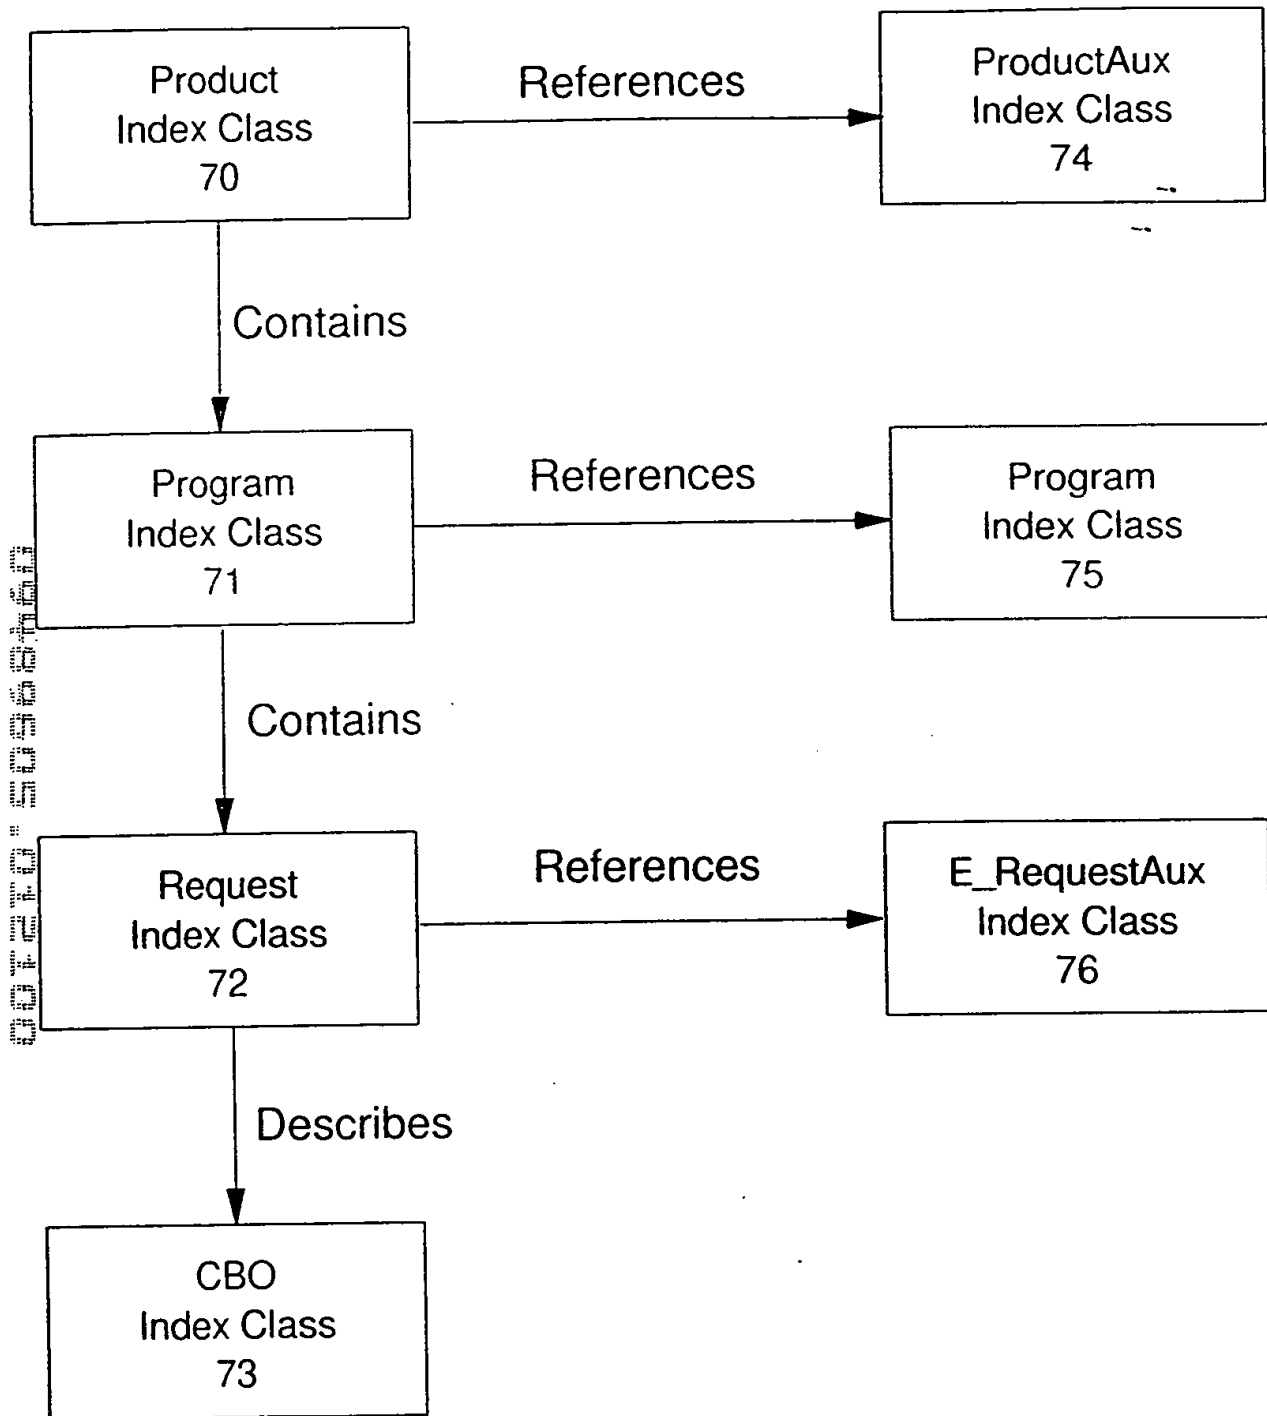 Product
Index Class
70
References
ProductAux
Index Class
74
Contains
Program
Index Class
71
References
Program
Index Class
75
Contains
Request
Index Class
72
References
E_RequestAux
Index Class
76
Describes
CBO
Index Class
73